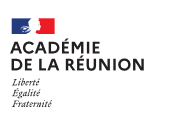 ACADÉMIE
DE LA RÉUNION
Liberté
Égalité
Fraternité